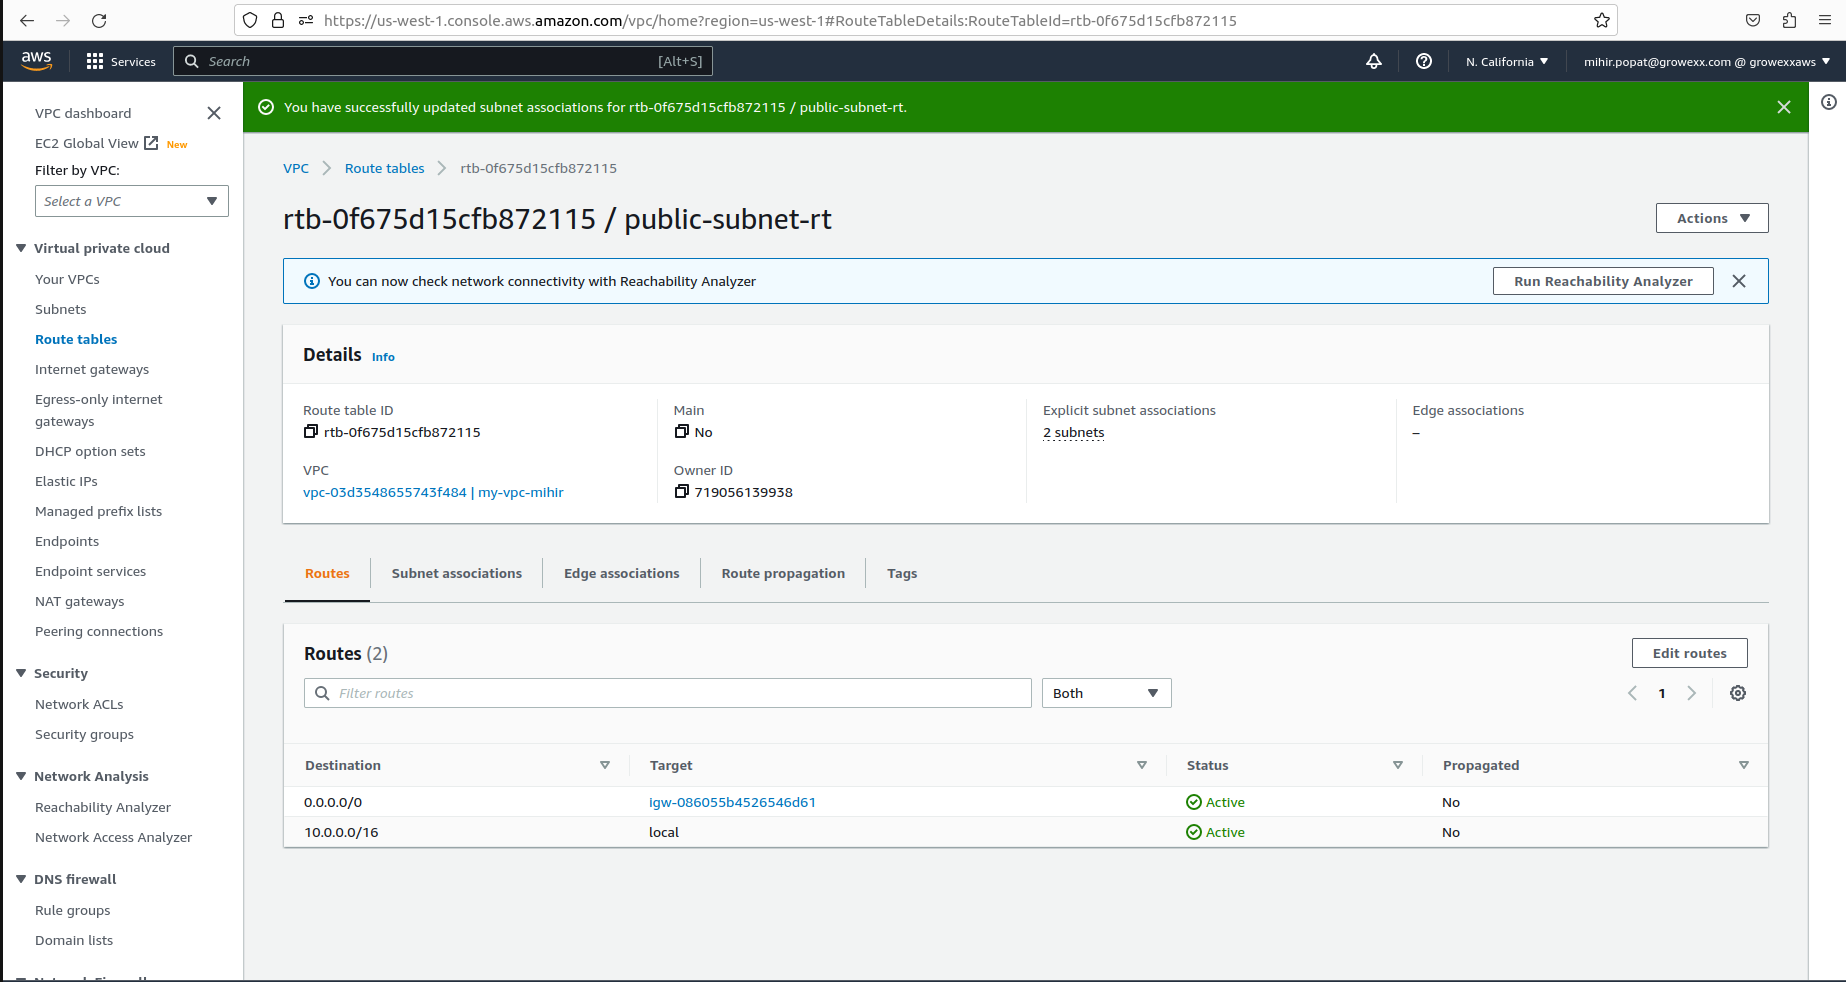 https://us-west-1.console.aws.amazon.com/vpc/home?region=us-west-1#RouteTableDetails:RouteTableId=rtb-0f675d15cfb872115
aws
Services
Search
[Alt+S]
N. California
mihir.popat@growexx.com @ growexxaws
VPC dashboard
EC2 Global View
New
Filter by VPC:
Select a VPC
Virtual private cloud
Your VPCs
Subnets
Route tables
Internet gateways
Egress-only internet
gateways
DHCP option sets
Elastic IPs
Managed prefix lists
Endpoints
Endpoint services
NAT gateways
Peering connections
Security
Network ACLs
Security groups
Network Analysis
Reachability Analyzer
Network Access Analyzer
DNS firewall
Rule groups
Domain lists
You have successfully updated subnet associations for rtb-0f675d15cfb872115 / public-subnet-rt.
VPC
Route tables
rtb-0f675d15cfb872115
rtb-0f675d15cfb872115 / public-subnet-rt
Actions
You can now check network connectivity with Reachability Analyzer
Run Reachability Analyzer
Details Info
Route table ID
rtb-0f675d15cfb872115
Main
No
Explicit subnet associations
2 subnets
Edge associations
–
VPC
vpc-03d3548655743f484 | my-vpc-mihir
Owner ID
719056139938
Routes
Subnet associations
Edge associations
Route propagation
Tags
Routes (2)
Edit routes
Filter routes
Both
1
Destination Target Status Propagated
0.0.0.0/0 igw-086055b4526546d61 Active No
10.0.0.0/16 local Active No